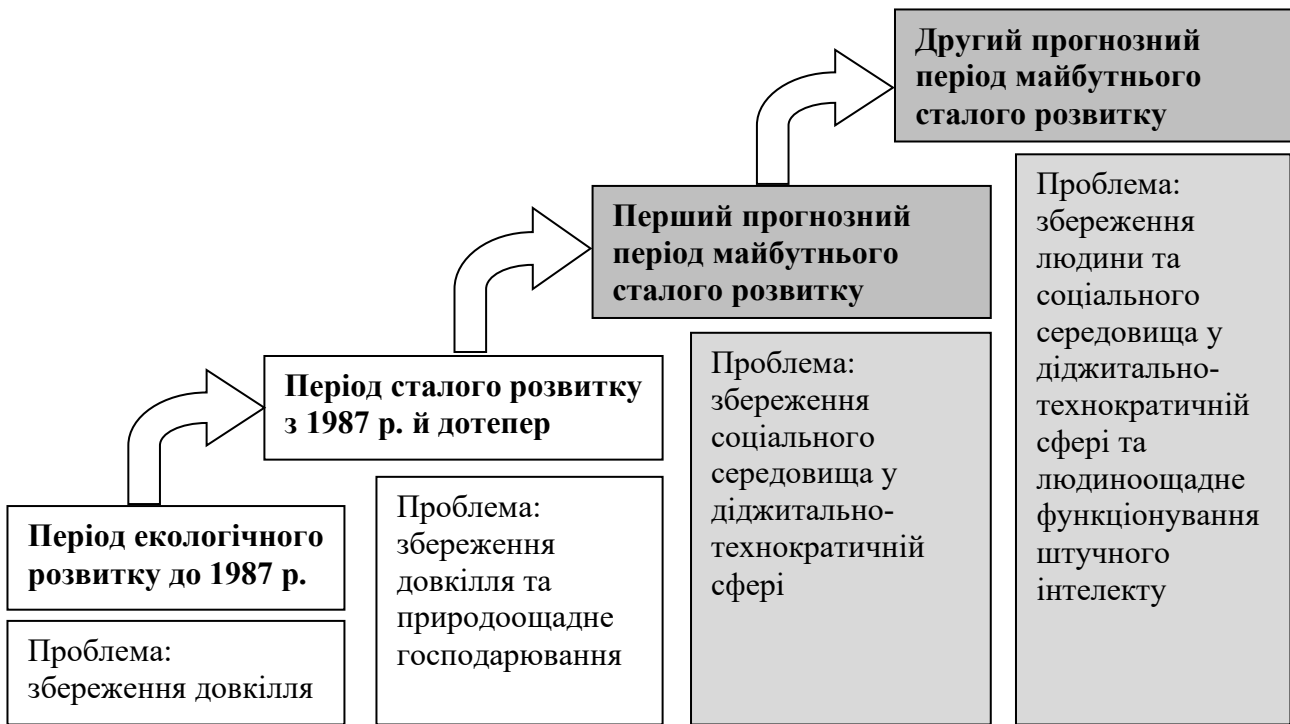 Другий прогнозний
період майбутнього
сталого розвитку
Проблема:
збереження
людини та
соціального
середовища у
діджитально-
технократичній
сфері та
людиноощадне
функціонування
штучного
інтелекту
Перший прогнозний
період майбутнього
сталого розвитку
Проблема:
збереження
соціального
середовища у
діджитально-
технократичній
сфері
Період сталого розвитку
з 1987 р. й дотепер
Проблема:
збереження
довкілля та
природоощадне
господарювання
Період екологічного
розвитку до 1987 р.
Проблема:
збереження довкілля